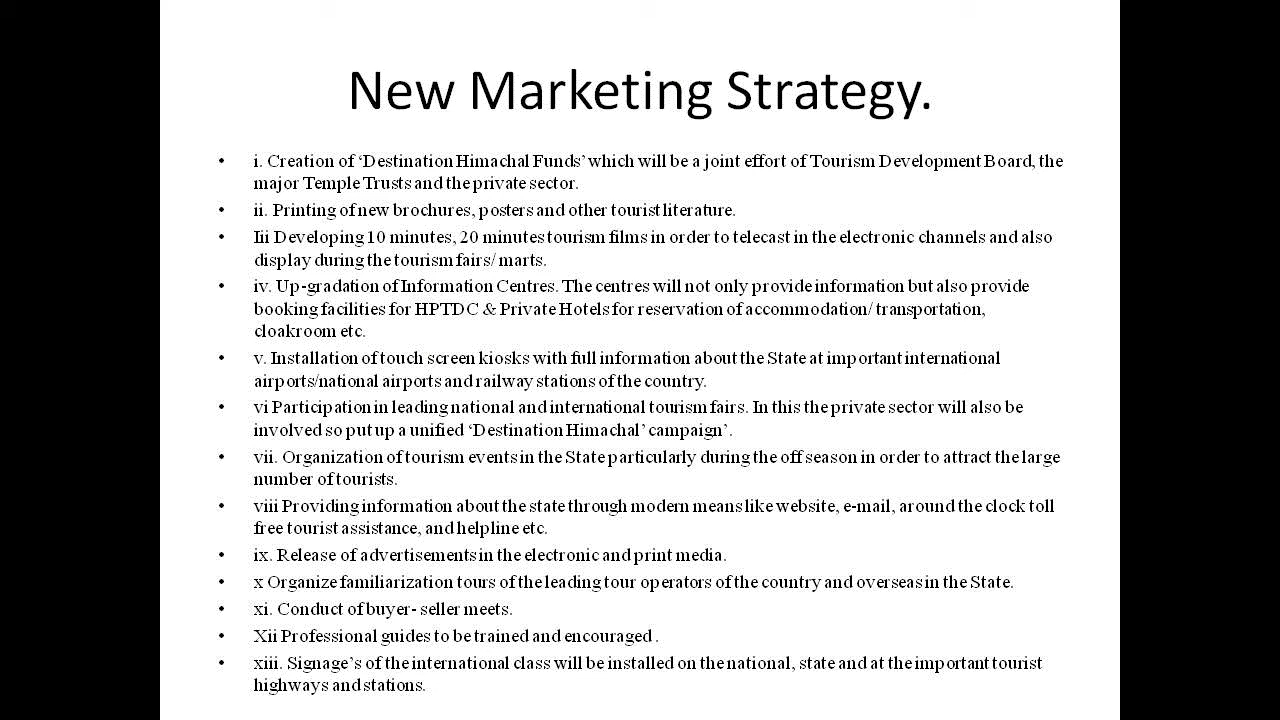 New Marketing Strategy.
• i. Creation of ‘Destination Himachal Funds’ which will be a joint effort of Tourism Development Board, the
major Temple Trusts and the private sector.
• ii. Printing of new brochures, posters and other tourist literature.
• Iii Developing 10 minutes, 20 minutes tourism films in order to telecast in the electronic channels and also
display during the tourism fairs/ marts.
• iv. Up-gradation of Information Centres. The centres will not only provide information but also provide
booking facilities for HPTDC & Private Hotels for reservation of accommodation/ transportation,
cloakroom etc.
• v. Installation of touch screen kiosks with full information about the State at important international
airports/national airports and railway stations of the country.
• vi Participation in leading national and international tourism fairs. In this the private sector will also be
involved so put up a unified ‘Destination Himachal’ campaign’.
• vii. Organization of tourism events in the State particularly during the off season in order to attract the large
number of tourists.
• viii Providing information about the state through modern means like website, e-mail, around the clock toll
free tourist assistance, and helpline etc.
• ix. Release of advertisements in the electronic and print media.
• x Organize familiarization tours of the leading tour operators of the country and overseas in the State.
• xi. Conduct of buyer- seller meets.
• Xii Professional guides to be trained and encouraged .
• xiii. Signage’s of the international class will be installed on the national, state and at the important tourist
highways and stations.